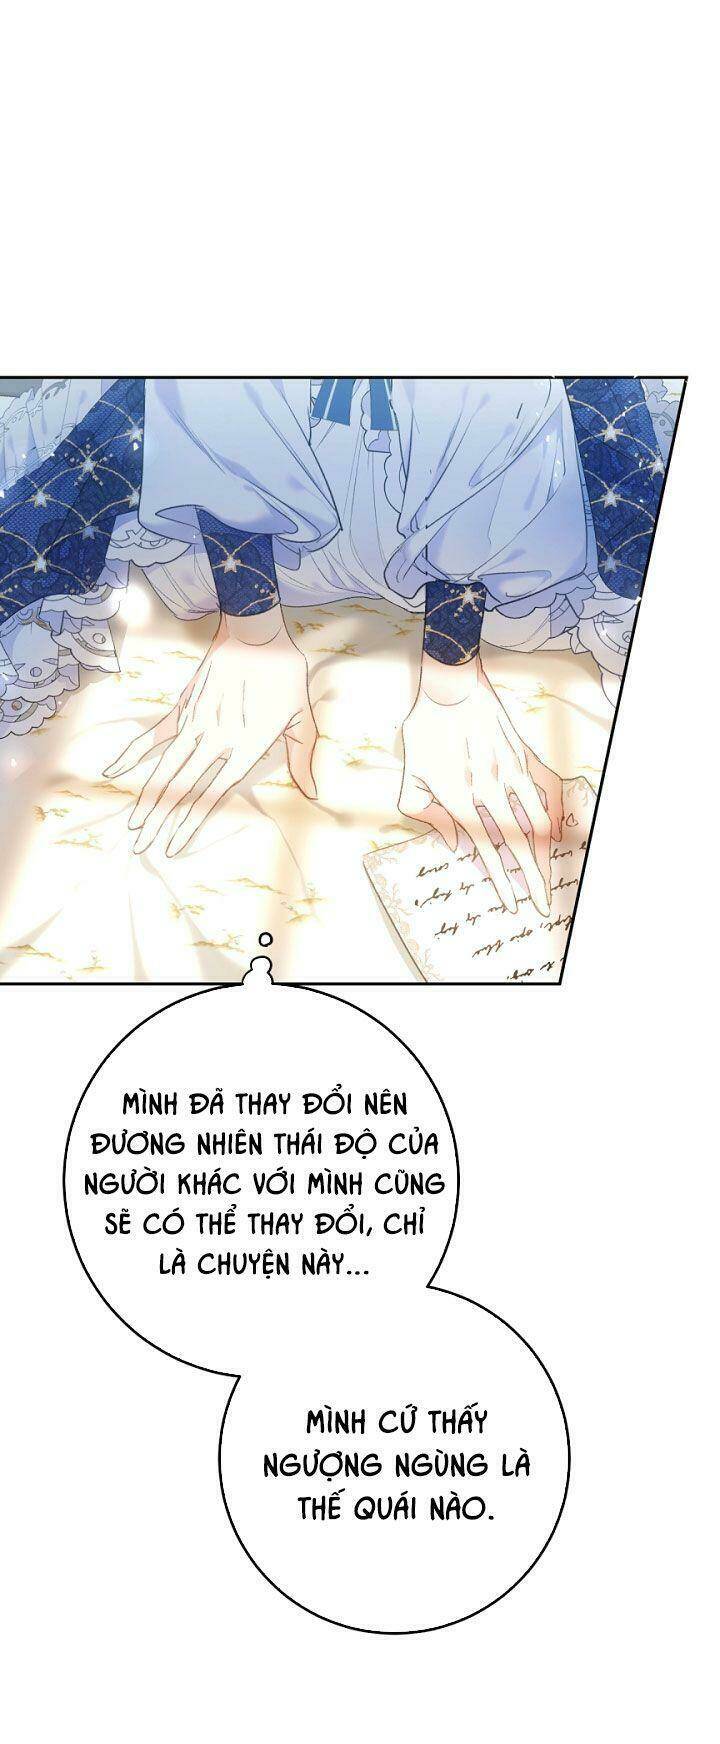 MÌNH ĐÃ THAY ĐỔI NÊN
ĐƯƠNG NHIÊN THÁI ĐỘ CỦA
NGƯỜI KHÁC VỚI MÌNH CŨNG
SẼ CÓ THỂ THAY ĐỔI, CHỈ
LÀ CHUYỆN NÀY...
MÌNH CỨ THẤY
NGƯỢNG NGÙNG LÀ
THẾ QUÁI NÀO.